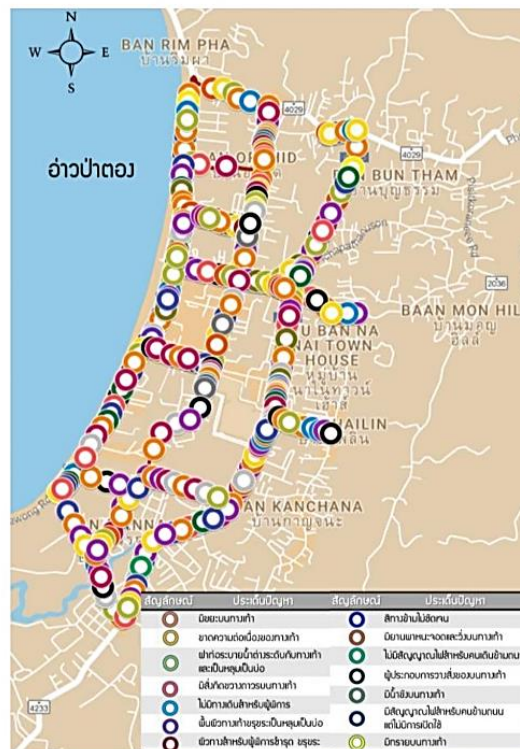 N
W
E
S
BAN RIM PHA
บ้านริมผา
4029
4029
อ่าวป่าตอง
BUN THAM
บ้านบุญธรรม
2036
BAAN MON HIL
บ้านมอญ
ฮิลล์
U BAN NA
NAI TOWN
HOUSE
หมู่บ้าน
นาในทาวน์
เฮ้าส์
AILIN
AN KANCHANA
บ้านกาญจนะ
4233
สัญลักษณ์ ประเด็นปัญหา สัญลักษณ์ ประเด็นปัญหา
มีขยะบนทางเท้า
ขาดความต่อเนื่องของทางเท้า
ฝาท่อระบายน้ำต่างระดับกับทางเท้า
และเป็นหลุมเป็นบ่อ
มีสิ่งกีดขวางถาวรบนทางเท้า
ไม่มีทางเดินสำหรับผู้พิการ
พื้นผิวทางเท้าขรุขระเป็นหลุมเป็นบ่อ
ผิวทางสำหรับผู้พิการชำรุด ขรุขระ
สีทางข้ามไม่ชัดเจน
มียานพาหนะจอดและวิ่งบนทางเท้า
ไม่มีสัญญาณไฟสำหรับคนเดินข้ามถนน
ผู้ประกอบการวางสิ่งของบนทางเท้า
มีน้ำขังบนทางเท้า
มีสัญญาณไฟสำหรับคนข้ามถนน
แต่ไม่มีการเปิดใช้
มีทรายบนทางเท้า